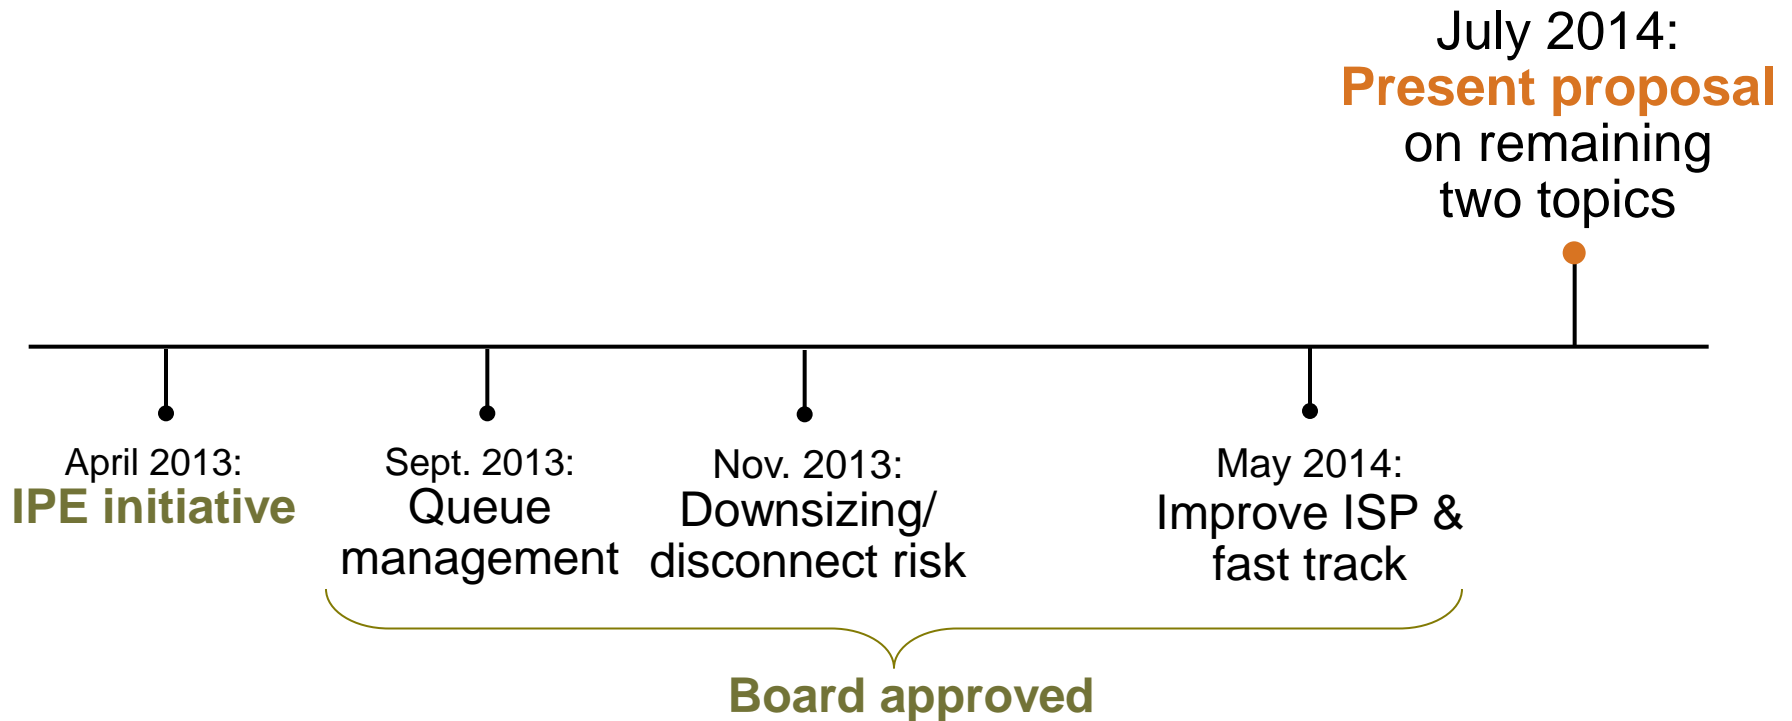 July 2014:
Present proposal
on remaining
two topics
April 2013:
IPE initiative
Sept. 2013:
Queue
management
Nov. 2013:
Downsizing/
disconnect risk
May 2014:
Improve ISP &
fast track
Board approved